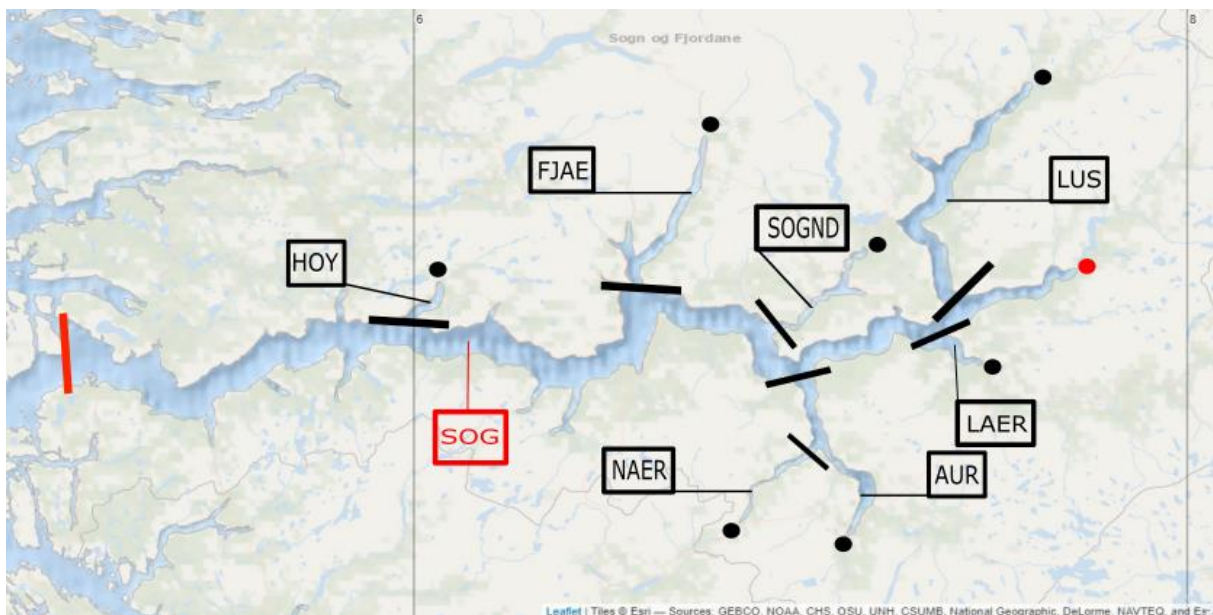 6
8
Sogn og Fjordane
FJAE
LUS
SOGND
HOY
SOG
LAER
NAER
AUR
Leaflet | Tiles © Esri — Sources: GEBCO, NOAA, CHS, OSU, UNH, CSUMB, National Geographic, DeLorme, NAVTEQ, and Es